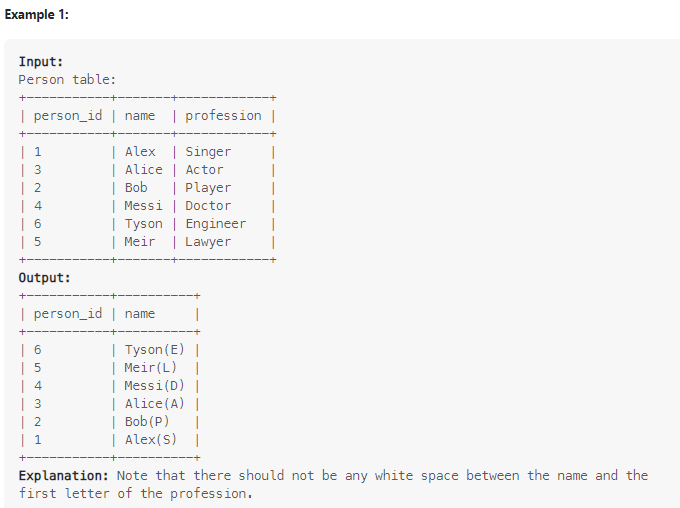 Example 1:
Input:
Person table:
+-----------+-------+------------+
| person_id | name  | profession |
+-----------+-------+------------+
| 1         | Alex  | Singer     |
| 3         | Alice | Actor      |
| 2         | Bob   | Player     |
| 4         | Messi | Doctor     |
| 6         | Tyson | Engineer   |
| 5         | Meir  | Lawyer     |
+-----------+-------+------------+
Output:
+-----------+----------+
| person_id | name     |
+-----------+----------+
| 6         | Tyson(E) |
| 5         | Meir(L)  |
| 4         | Messi(D) |
| 3         | Alice(A) |
| 2         | Bob(P)   |
| 1         | Alex(S)  |
+-----------+----------+
Explanation: Note that there should not be any white space between the name and the
first letter of the profession.